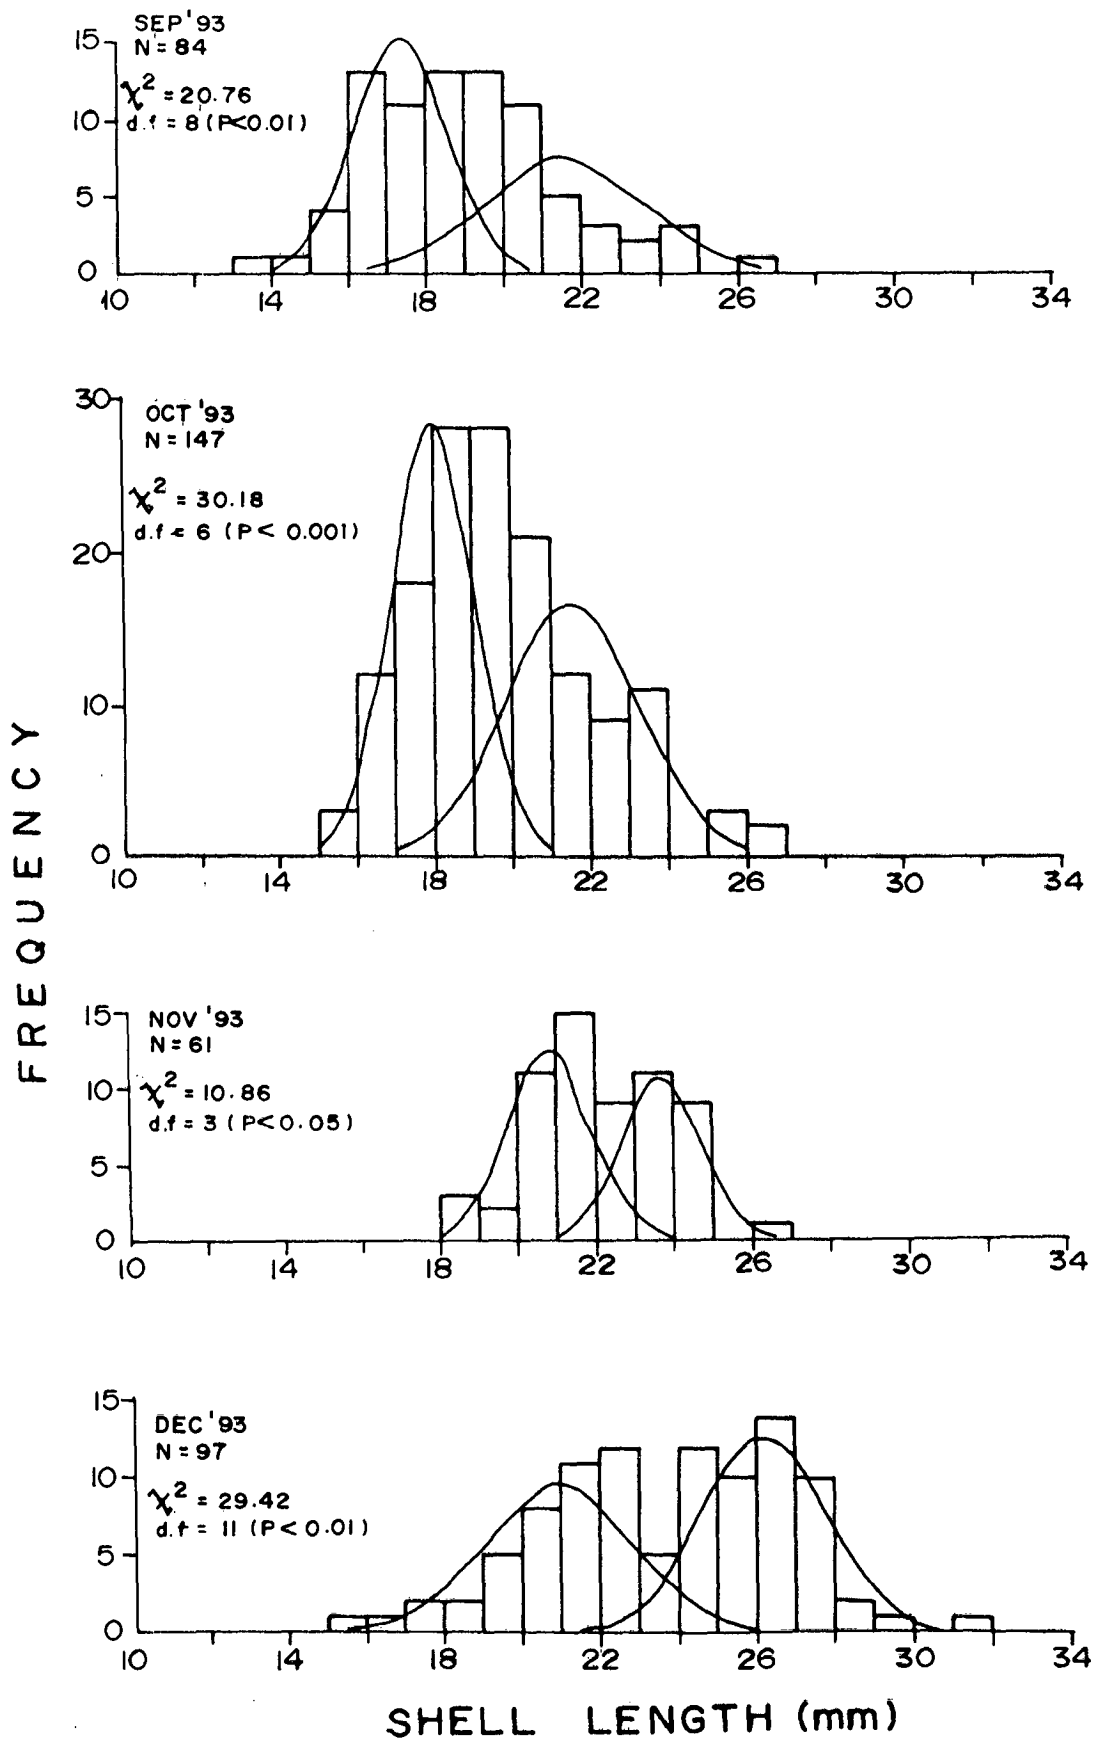 SEP '93
N = 84
χ² = 20.76
d.f = 8 (P<0.01)
15
10
5
0
10 14 18 22 26 30 34
OCT '93
N = 147
χ² = 30.18
d.f = 6 (P< 0.001)
30
20
10
0
10 14 18 22 26 30 34
NOV '93
N = 61
χ² = 10.86
d.f = 3 (P<0.05)
15
10
5
0
10 14 18 22 26 30 34
DEC '93
N = 97
χ² = 29.42
d.f = 11 (P<0.01)
15
10
5
0
10 14 18 22 26 30 34
FREQUENCY
SHELL LENGTH (mm)